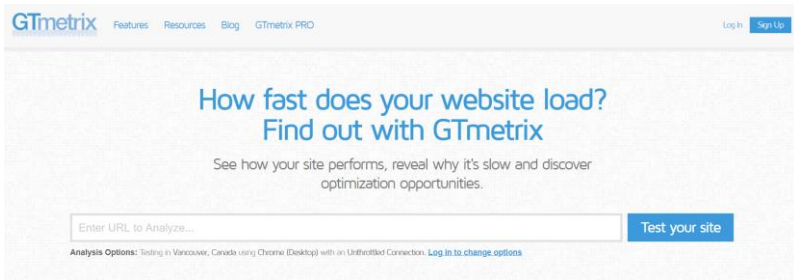 GTmetrix Features Resources Blog GTmetrix PRO Log In Sign Up
How fast does your website load?
Find out with GTmetrix
See how your site performs, reveal why it's slow and discover
optimization opportunities.
Enter URL to Analyze... Test your site
Analysis Options: Testing in Vancouver, Canada using Chrome (Desktop) with an Unthrottled Connection. Log in to change options